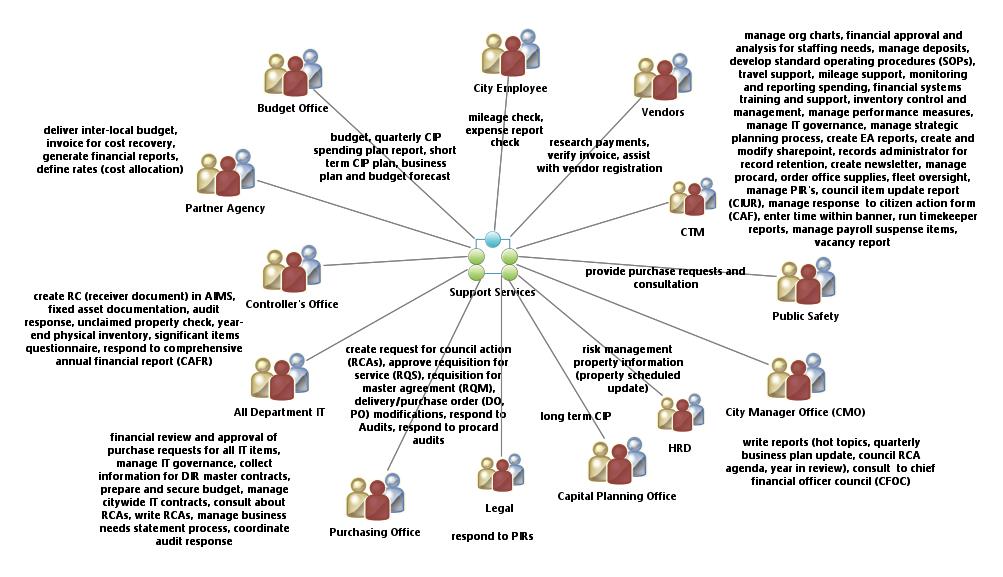 City Employee
mileage check,
expense report
check
Budget Office
budget, quarterly CIP
spending plan report, short
term CIP plan, business
plan and budget forecast
Vendors
research payments,
verify invoice, assist
with vendor registration
manage org charts, financial approval and
analysis for staffing needs, manage deposits,
develop standard operating procedures (SOPs),
travel support, mileage support, monitoring
and reporting spending, financial systems
training and support, inventory control and
management, manage performance measures,
manage IT governance, manage strategic
planning process, create EA reports, create and
modify sharepoint, records administrator for
record retention, create newsletter, manage
procard, order office supplies, fleet oversight,
manage PIR's, council item update report
(CIUR), manage response to citizen action form
(CAF), enter time within banner, run timekeeper
reports, manage payroll suspense items,
vacancy report
CTM
deliver inter-local budget,
invoice for cost recovery,
generate financial reports,
define rates (cost allocation)
Partner Agency
Support Services
provide purchase requests and
consultation
Public Safety
Controller's Office
create RC (receiver document) in AIMS,
fixed asset documentation, audit
response, unclaimed property check, year-
end physical inventory, significant items
questionnaire, respond to comprehensive
annual financial report (CAFR)
All Department IT
financial review and approval of
purchase requests for all IT items,
manage IT governance, collect
information for DIR master contracts,
prepare and secure budget, manage
citywide IT contracts, consult about
RCAs, write RCAs, manage business
needs statement process, coordinate
audit response
create request for council action
(RCAs), approve requisition for
service (RQS), requisition for
master agreement (RQM),
delivery/purchase order (DO,
PO) modifications, respond to
Audits, respond to procard
audits
Purchasing Office
Legal
respond to PIRs
long term CIP
Capital Planning Office
risk management
property information
(property scheduled
update)
HRD
City Manager Office (CMO)
write reports (hot topics, quarterly
business plan update, council RCA
agenda, year in review), consult to chief
financial officer council (CFOC)